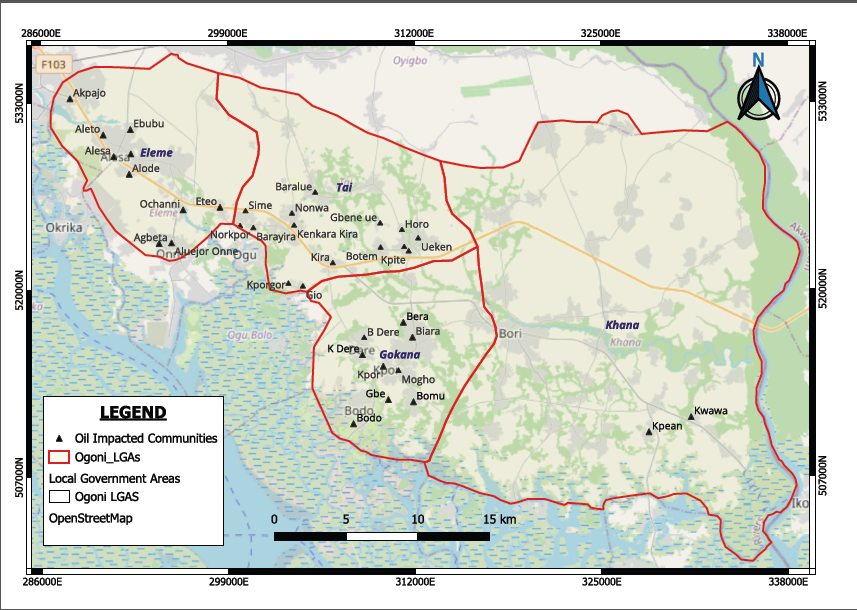 286000E 299000E 312000E 325000E 338000E
F103
Oyigbo
N
533000N 533000N
Akpajo
Aleto
Ebubu
Alesa
Eleme
Alode
Ochanni
Eteo
Eleme
Agbeta
Aluejor Onne
Okrika
Ogu
Tai
Baralue
Sime
Nonwa
Norkpor
Barayira
Kenkara Kira
Gbene ue
Horo
Ueken
Kira
Botem
Kpite
Kporgor
Gio
520000N 520000N
Ogu.Bolo
Bera
B Dere
Biara
K Dere
Gokana
Kpor
Mogho
Gbe
Bomu
Bodo
Bodo
Bori
Khana
Khana
Kwawa
Kpean
507000N 507000N
LEGEND
Oil Impacted Communities
Ogoni_LGAs
Local Government Areas
Ogoni LGAS
OpenStreetMap
0 5 10 15 km
286000E 299000E 312000E 325000E 338000E